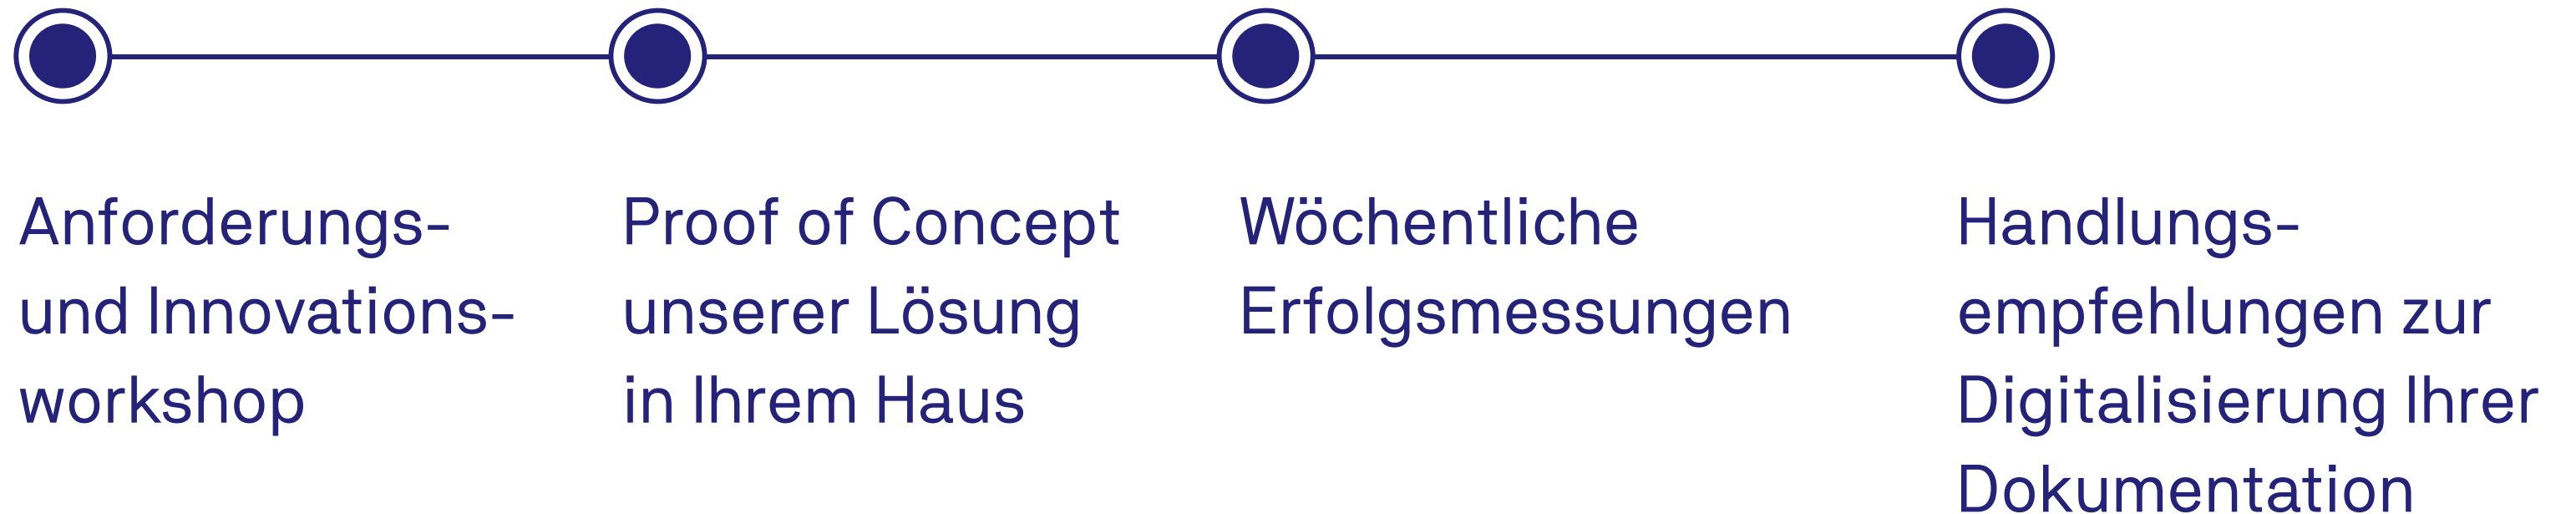 Anforderungs-
und Innovations-
workshop
Proof of Concept
unserer Lösung
in Ihrem Haus
Wöchentliche
Erfolgsmessungen
Handlungs-
empfehlungen zur
Digitalisierung Ihrer
Dokumentation